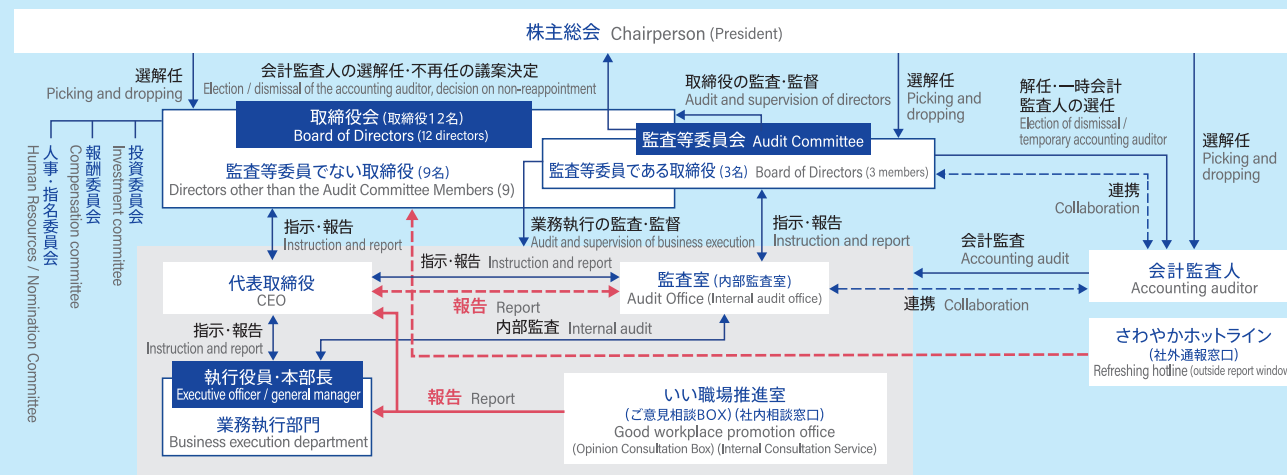 株主総会 Chairperson (President)
選解任
Picking and dropping
会計監査人の選解任・不再任の議案決定
Election / dismissal of the accounting auditor, decision on non-reappointment
取締役の監査・監督
Audit and supervision of directors
選解任
Picking and
dropping
解任・一時会計
監査人の選任
Election of dismissal /
temporary accounting auditor
選解任
Picking and
dropping
取締役会 (取締役12名)
Board of Directors (12 directors)
監査等委員会 Audit Committee
監査等委員でない取締役 (9名)
Directors other than the Audit Committee Members (9)
監査等委員である取締役 (3名) Board of Directors (3 members)
人事・指名委員会
Human Resources / Nomination Committee
報酬委員会
Compensation committee
投資委員会
Investment committee
連携
Collaboration
指示・報告
Instruction and report
業務執行の監査・監督
Audit and supervision of business execution
指示・報告
Instruction and report
会計監査
Accounting audit
代表取締役
CEO
指示・報告 Instruction and report
報告 Report
監査室 (内部監査室)
Audit Office (Internal audit office)
連携 Collaboration
会計監査人
Accounting auditor
指示・報告
Instruction and report
内部監査 Internal audit
さわやかホットライン
(社外通報窓口)
Refreshing hotline (outside report window
執行役員・本部長
Executive officer / general manager
業務執行部門
Business execution department
報告 Report
いい職場推進室
(ご意見相談BOX) (社内相談窓口)
Good workplace promotion office
(Opinion Consultation Box) (Internal Consultation Service)